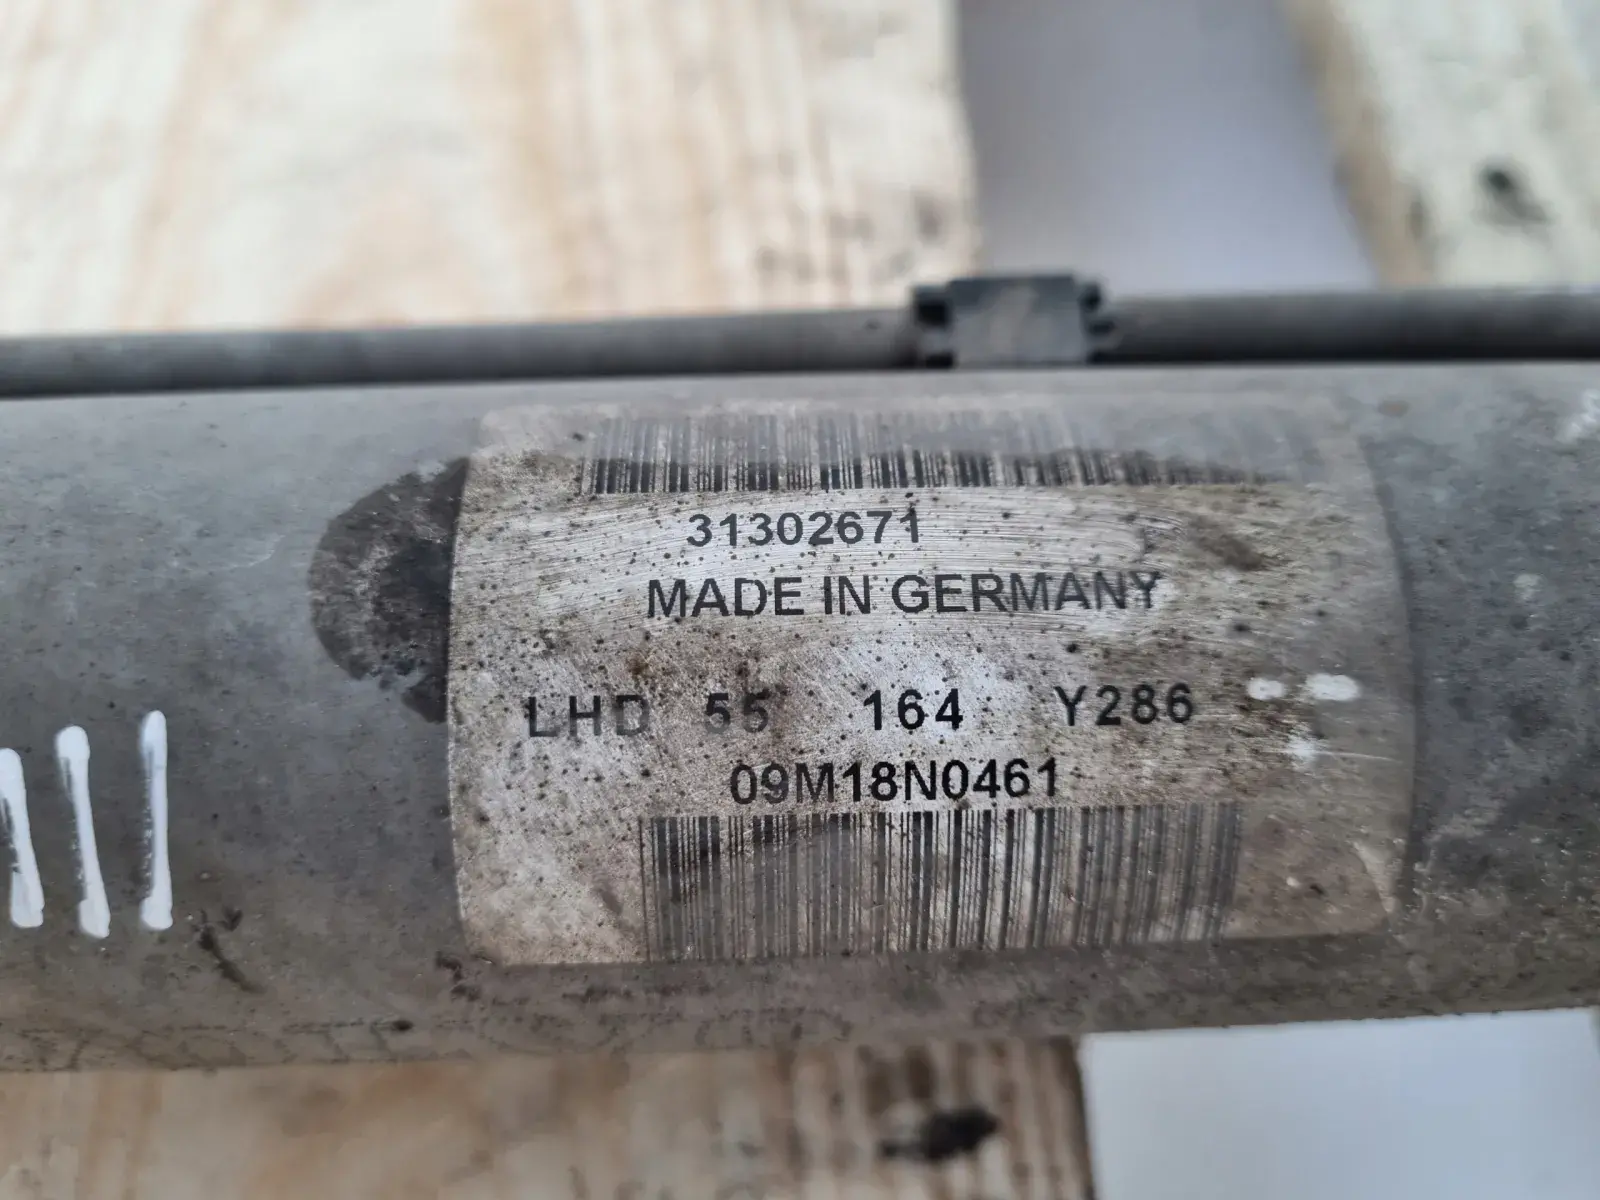 31302671
MADE IN GERMANY
LHD 55 164 Y286
09M18N0461